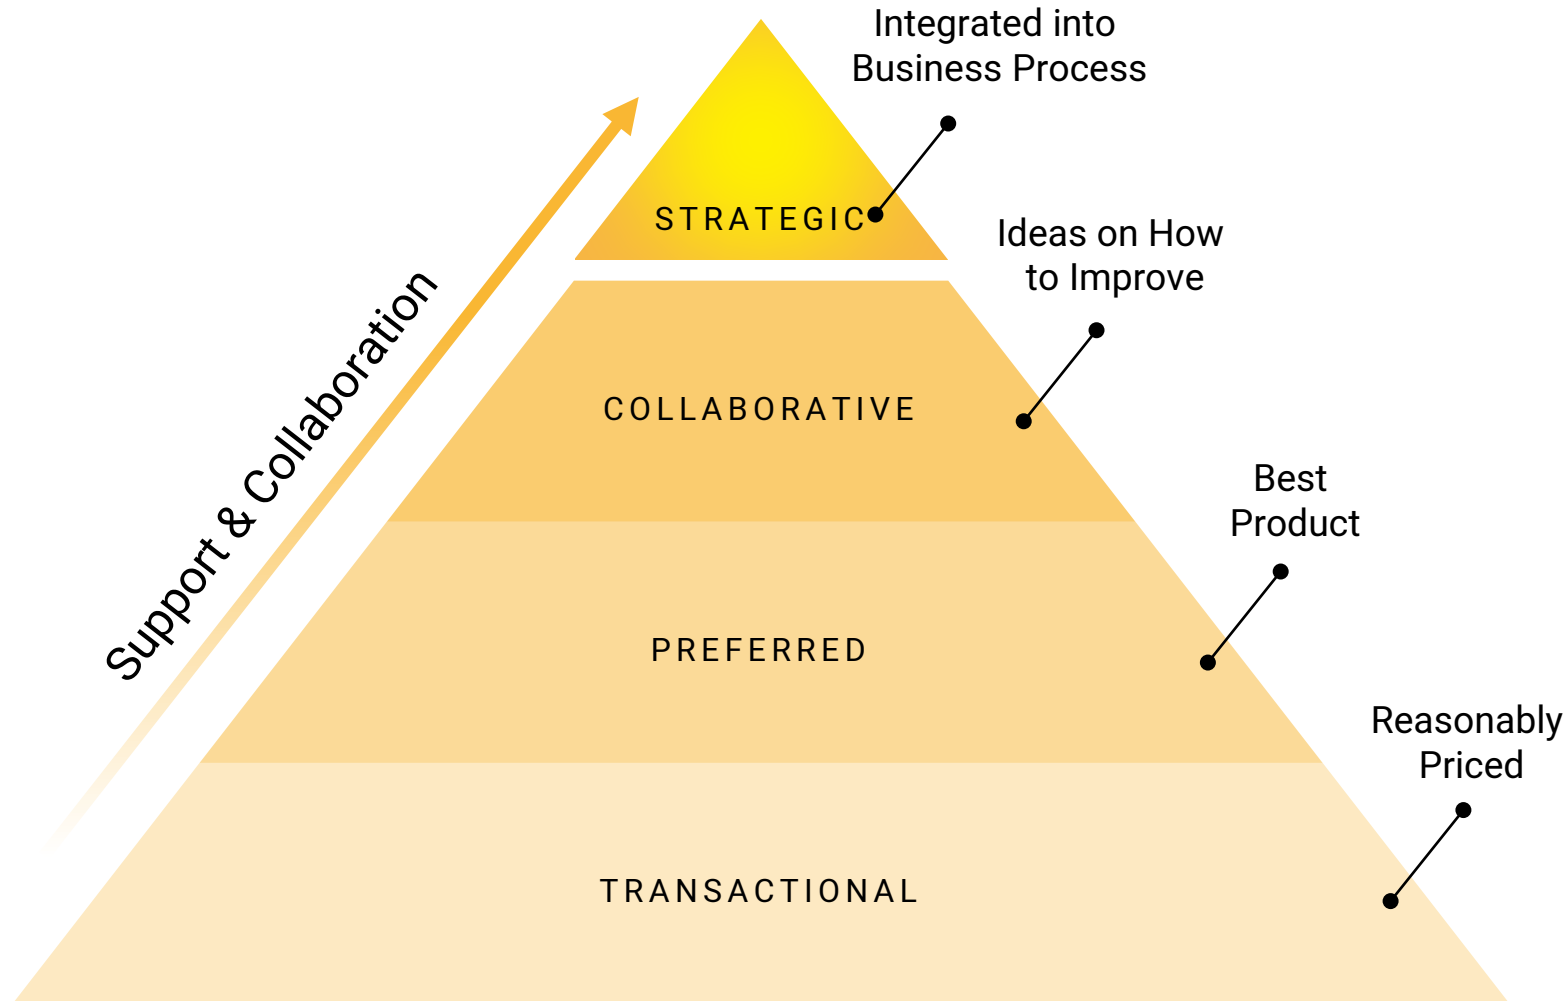 Integrated into
Business Process
STRATEGIC
Ideas on How
to Improve
Support & Collaboration
COLLABORATIVE
Best
Product
PREFERRED
Reasonably
Priced
TRANSACTIONAL